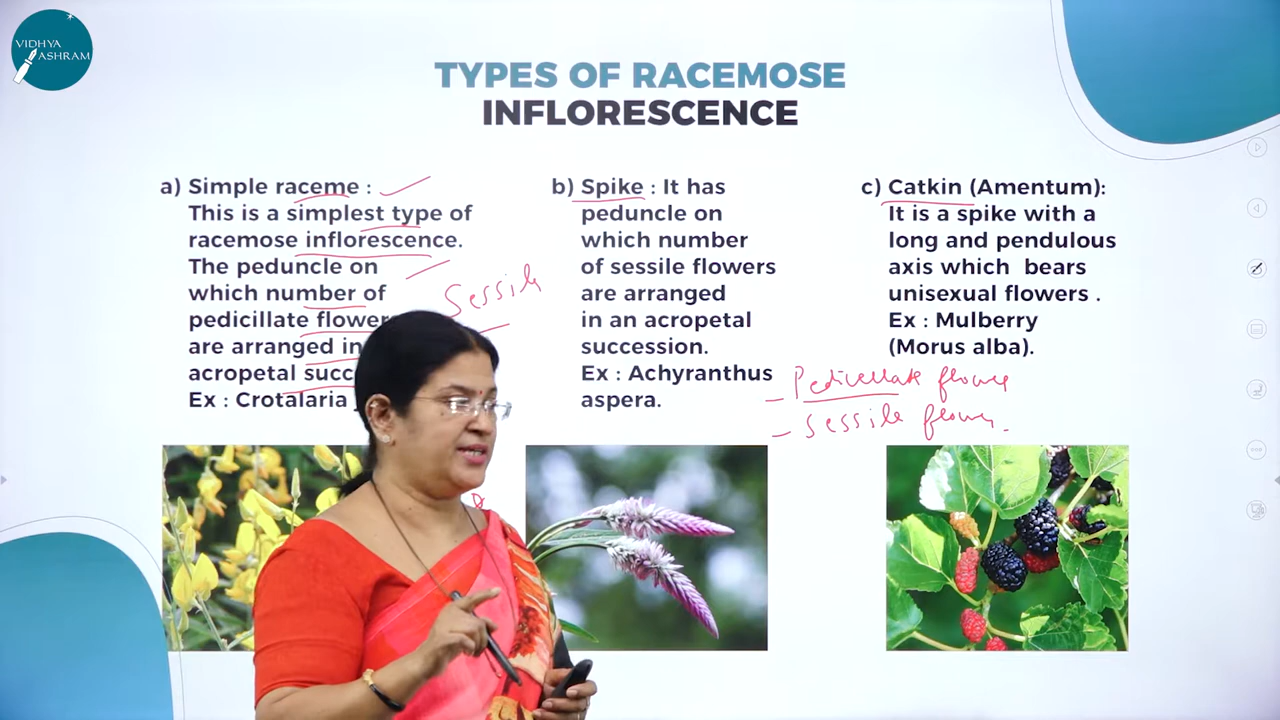 VIDHYA
ASHRAM
TYPES OF RACEMOSE
INFLORESCENCE
a) Simple raceme :
This is a simplest type of
racemose inflorescence.
The peduncle on
which number of
pedicillate flowers
are arranged in
acropetal succ
Ex : Crotalaria
Sessile
b) Spike : It has
peduncle on
which number
of sessile flowers
are arranged
in an acropetal
succession.
Ex : Achyranthus
aspera.
c) Catkin (Amentum):
It is a spike with a
long and pendulous
axis which bears
unisexual flowers .
Ex : Mulberry
(Morus alba).
- Pedicellate flower
- Sessile flower.